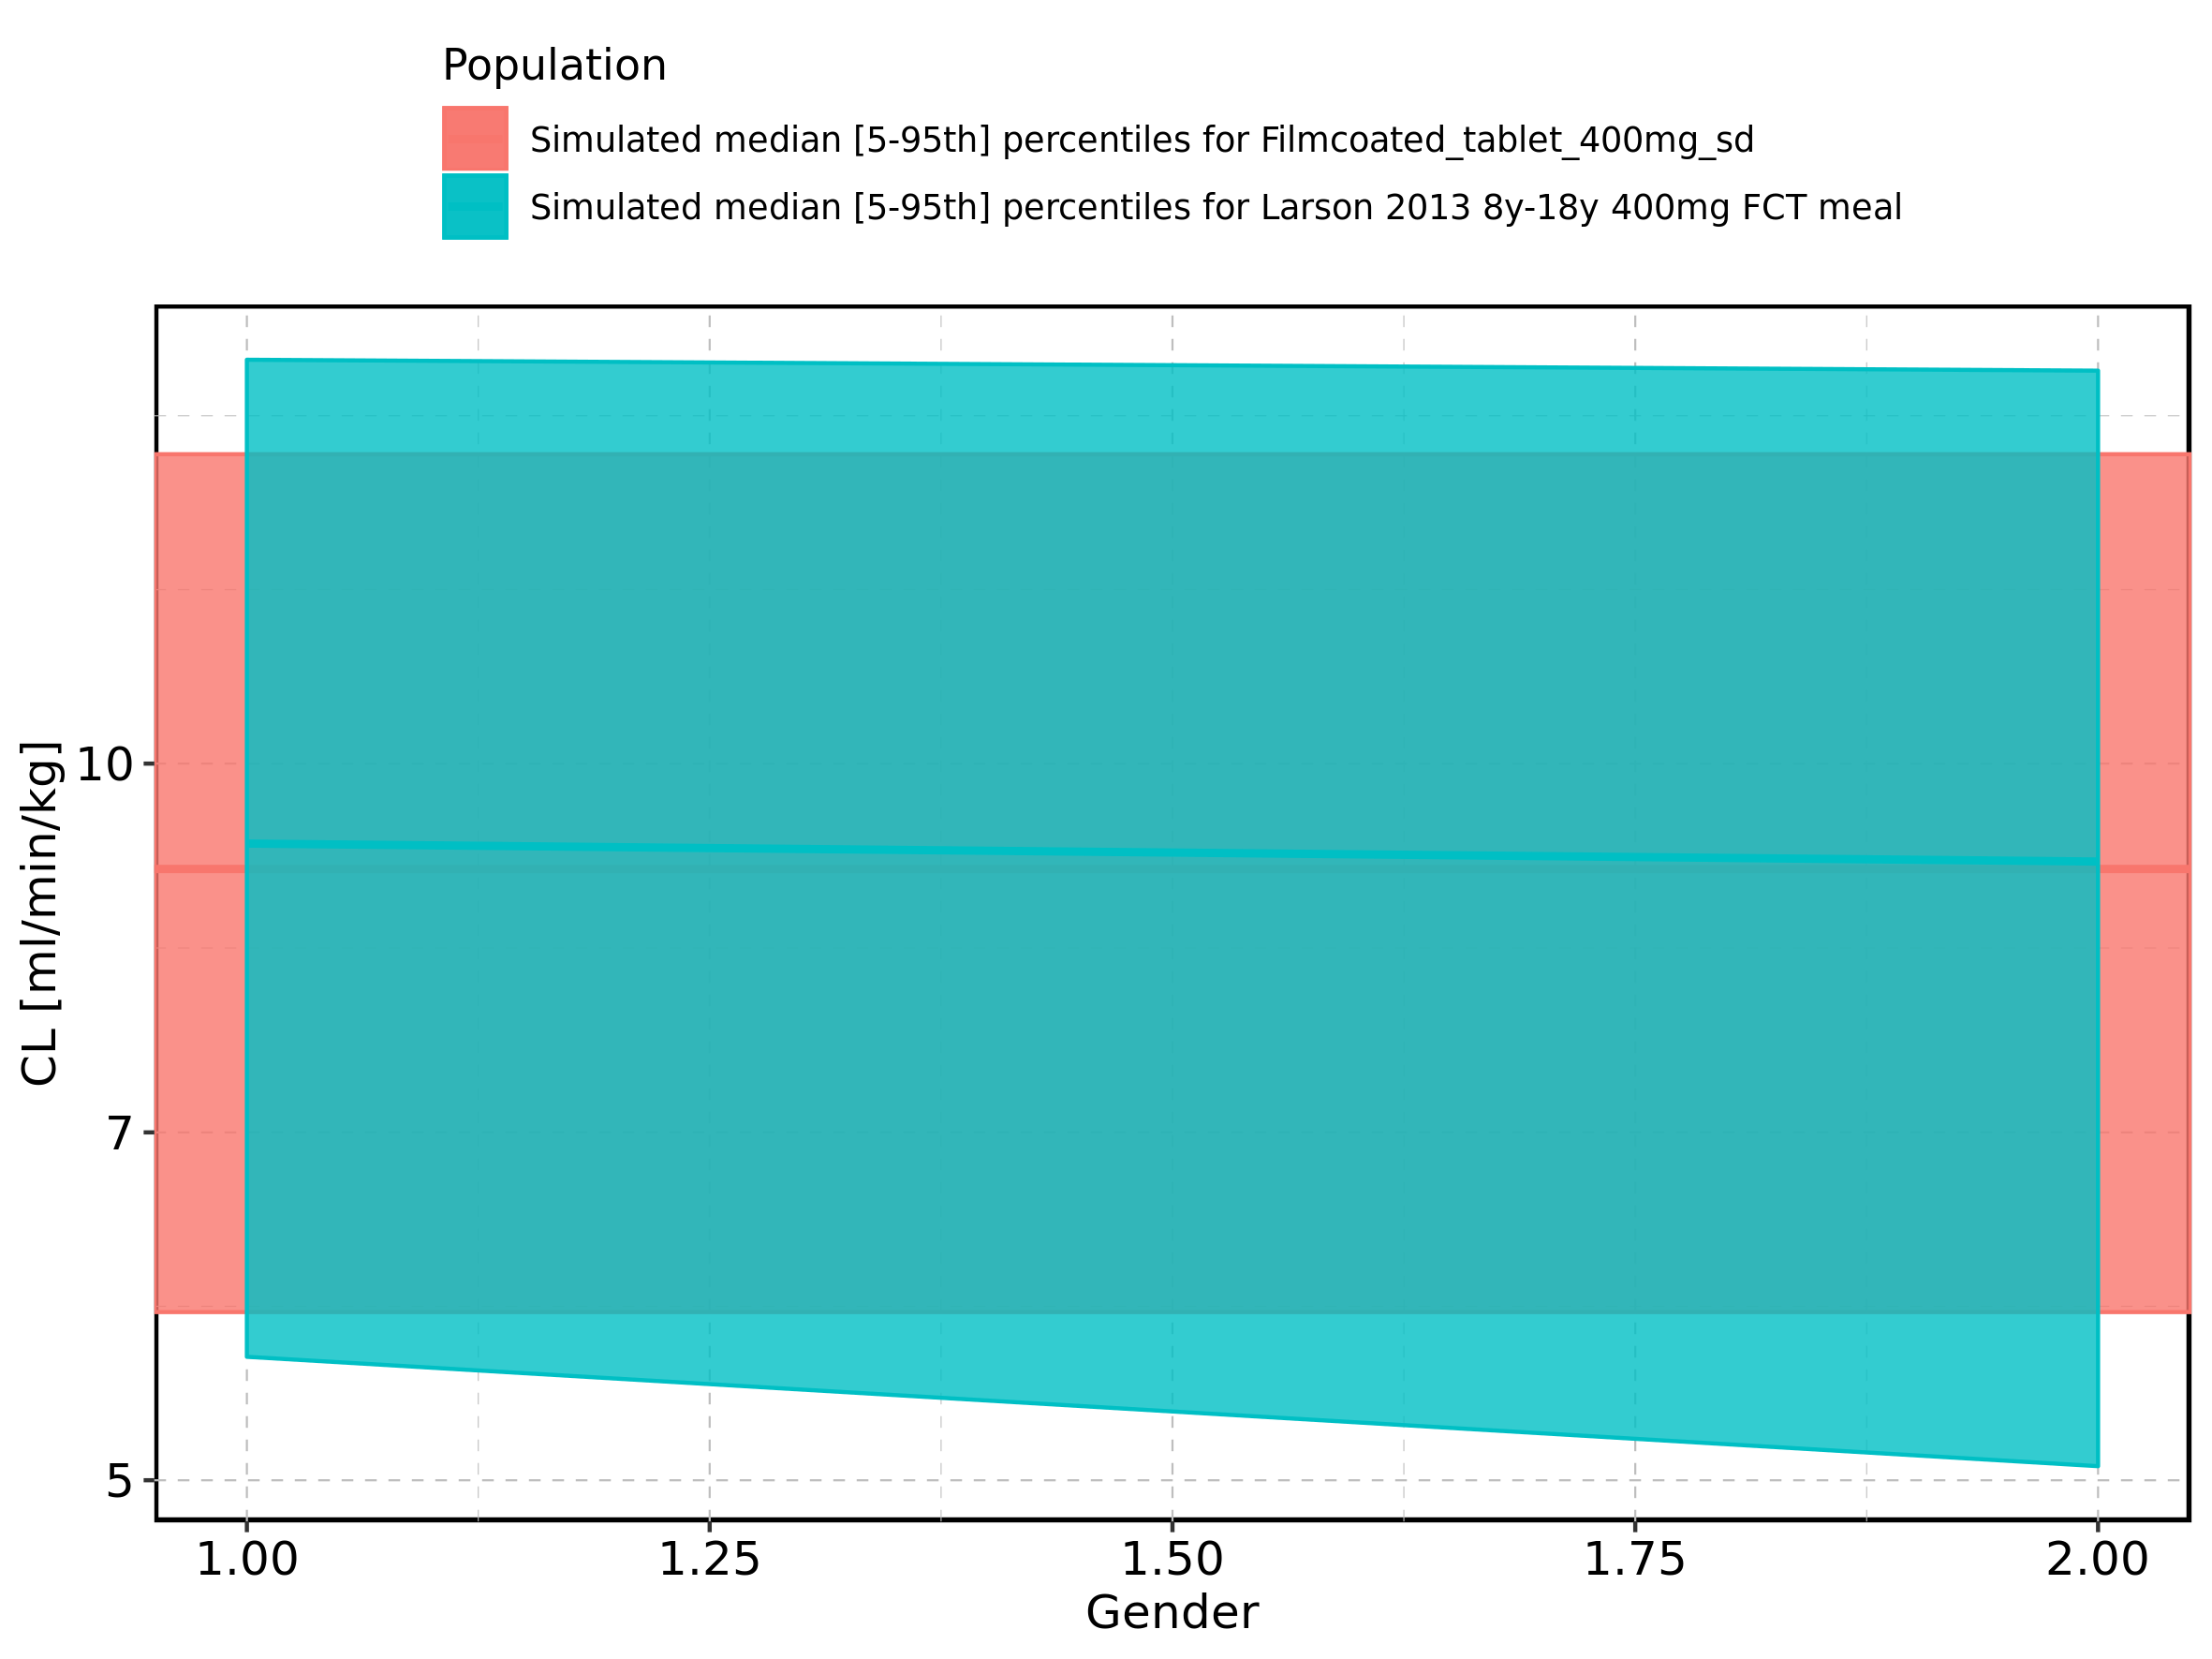 Population
Simulated median [5-95th] percentiles for Filmcoated_tablet_400mg_sd
Simulated median [5-95th] percentiles for Larson 2013 8y-18y 400mg FCT meal
CL [ml/min/kg]
10
7
5
1.00 1.25 1.50 1.75 2.00
Gender